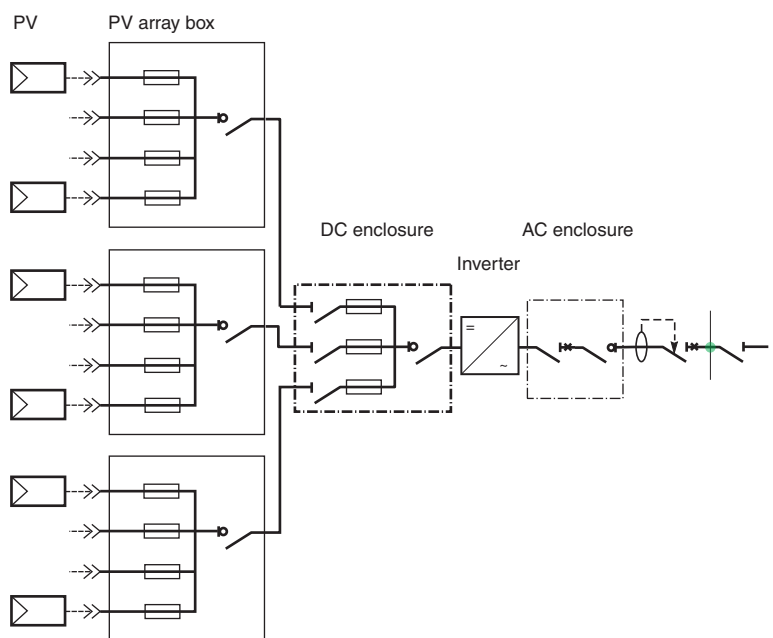 PV
PV array box
DC enclosure
AC enclosure
Inverter
=
~